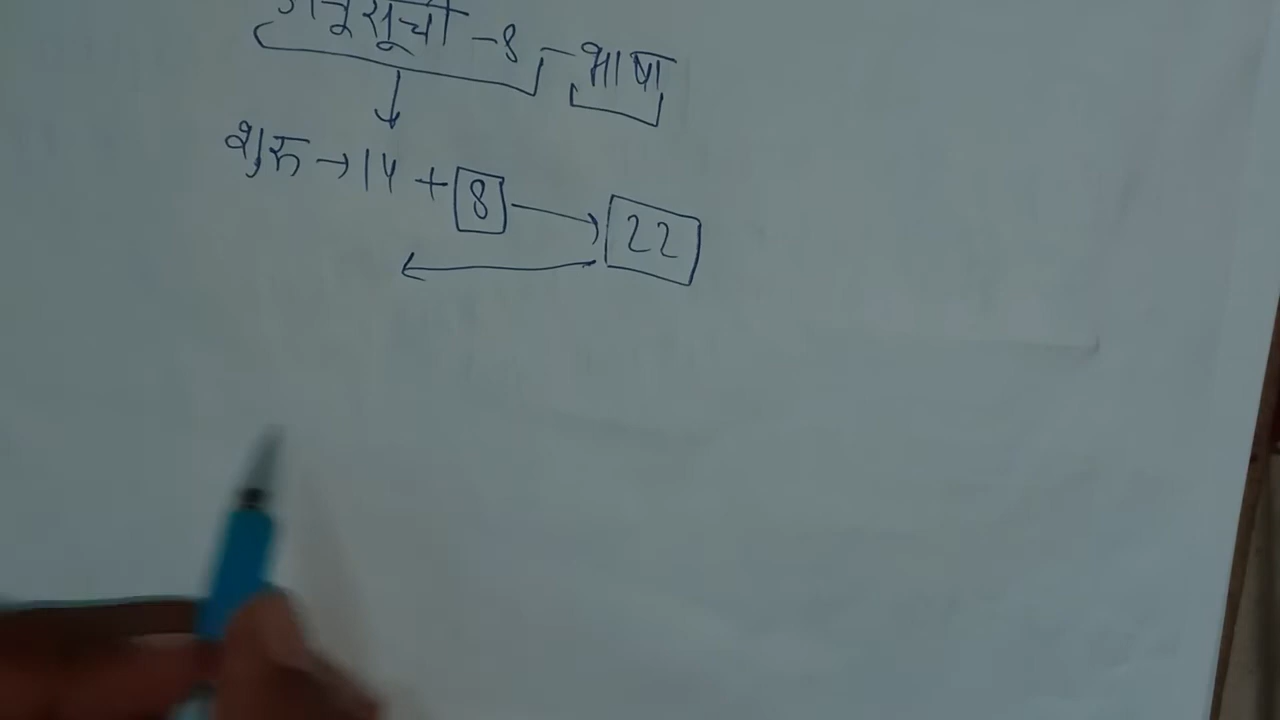 अनुसूची - 8 - भाषा
शुरू → 14 + 8 → 22